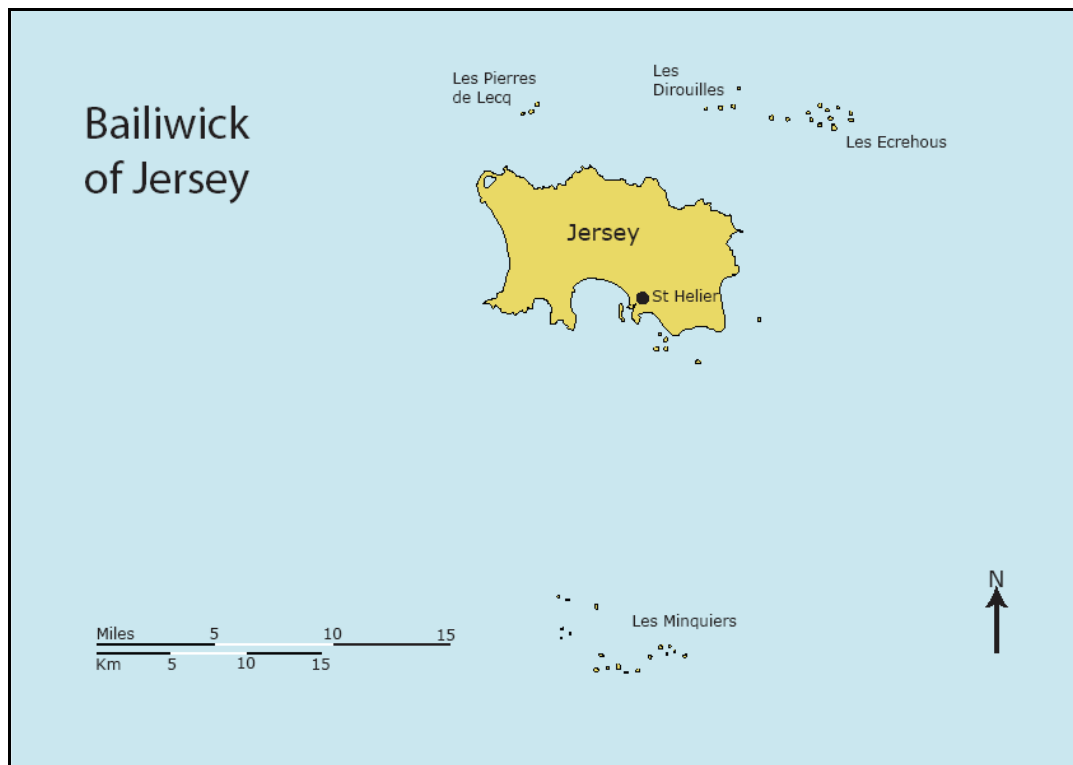 Bailiwick
of Jersey
Les Pierres
de Lecq
Les
Dirouilles
Les Ecrehous
Jersey
St Helier
Les Minquiers
N
Miles 5 10 15
Km 5 10 15